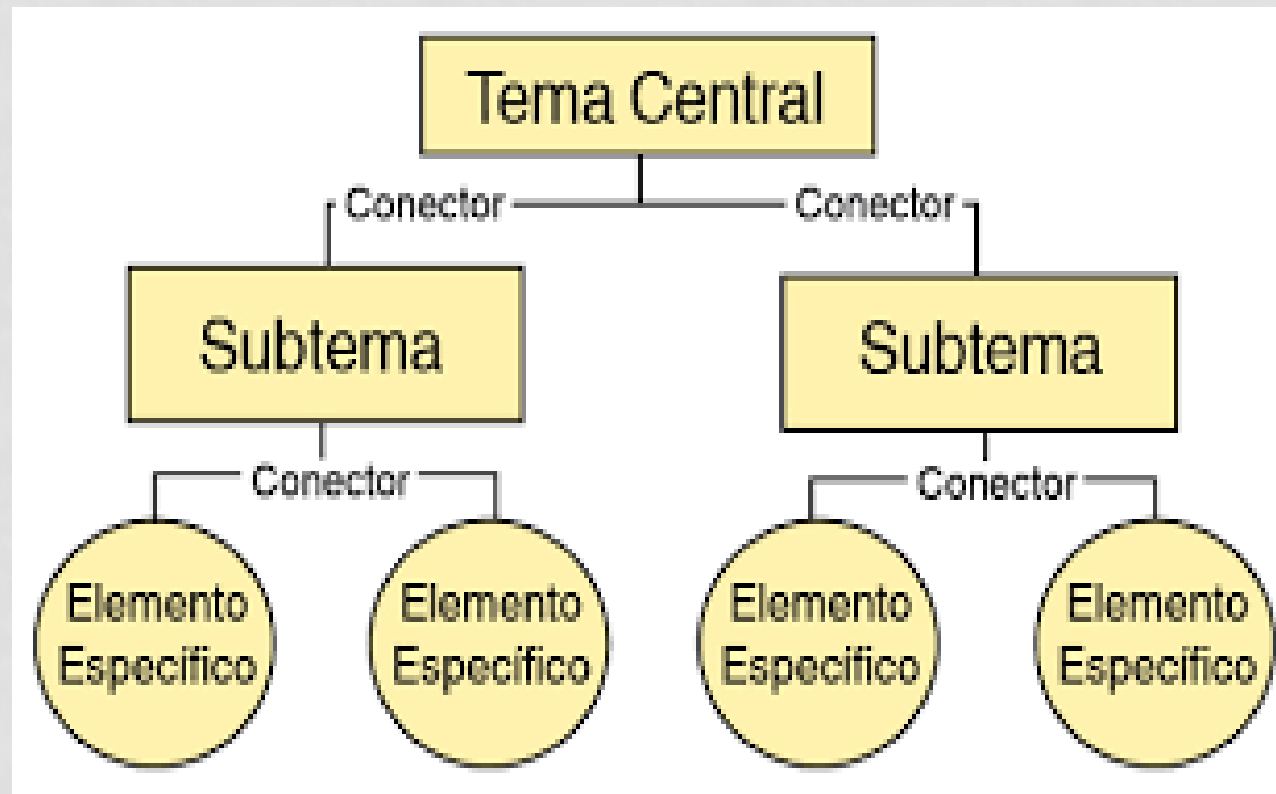 Tema Central
Conector Conector
Subtema Subtema
Conector Conector
Elemento Elemento Elemento Elemento
Específico Específico Específico Específico